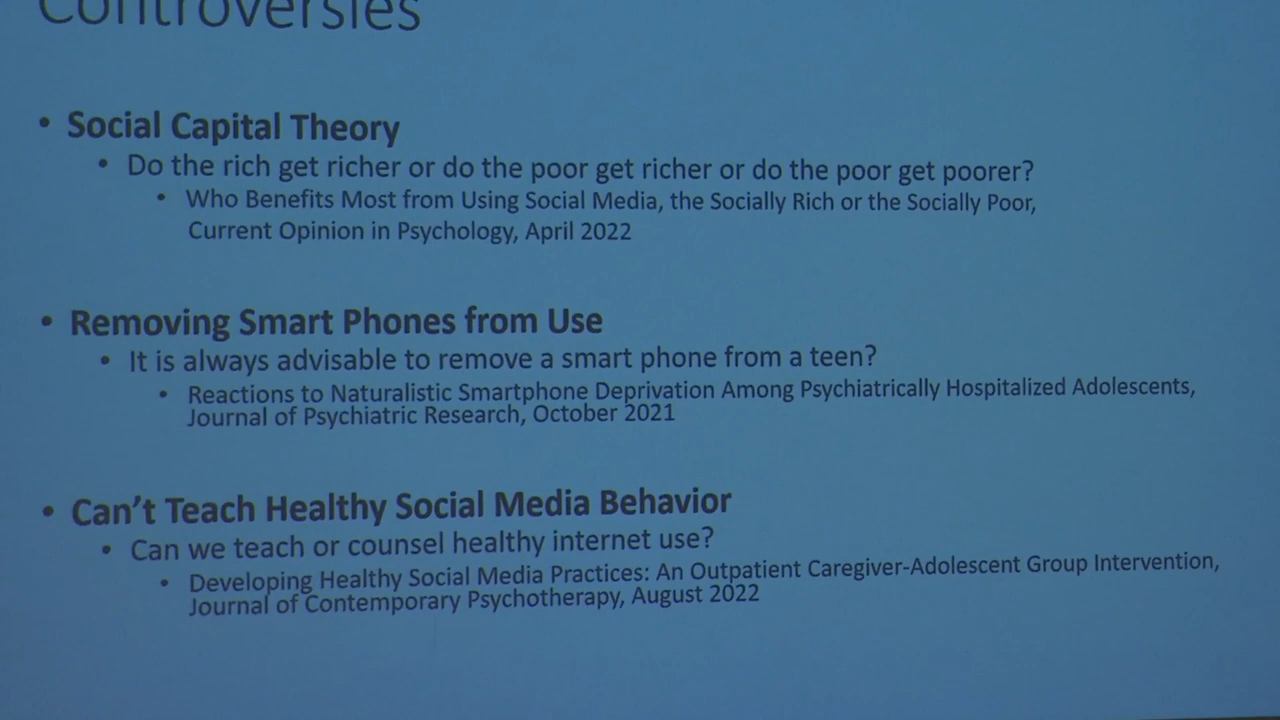 Controversies
• Social Capital Theory
• Do the rich get richer or do the poor get richer or do the poor get poorer?
• Who Benefits Most from Using Social Media, the Socially Rich or the Socially Poor,
Current Opinion in Psychology, April 2022
• Removing Smart Phones from Use
• It is always advisable to remove a smart phone from a teen?
• Reactions to Naturalistic Smartphone Deprivation Among Psychiatrically Hospitalized Adolescents,
Journal of Psychiatric Research, October 2021
• Can't Teach Healthy Social Media Behavior
• Can we teach or counsel healthy internet use?
• Developing Healthy Social Media Practices: An Outpatient Caregiver-Adolescent Group Intervention,
Journal of Contemporary Psychotherapy, August 2022